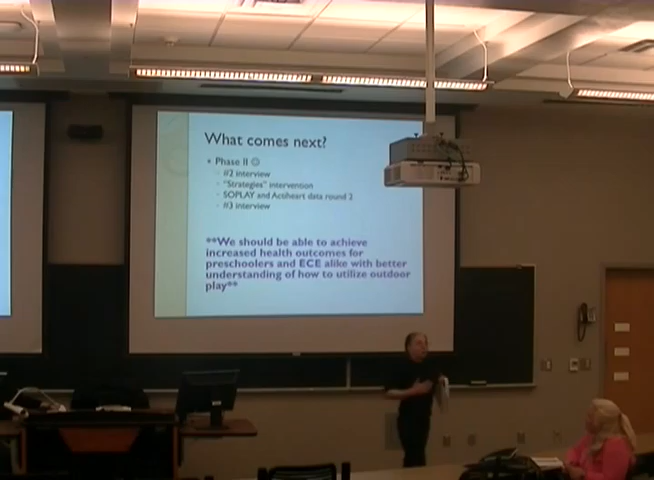 What comes next?
• Phase II ☺
- #2 interview
- "Strategies" intervention
- SOPLAY and Actiheart data round 2
- #3 interview
**We should be able to achieve
increased health outcomes for
preschoolers and ECE alike with better
understanding of how to utilize outdoor
play**